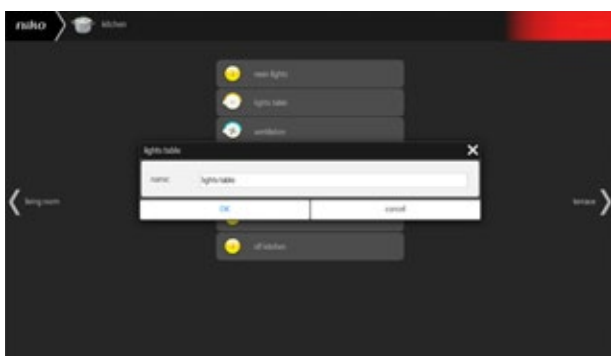 niko
kitchen
main lights
lights table
ventilation
lights table
name:
lights table
OK
cancel
living room
terrace
all kitchen